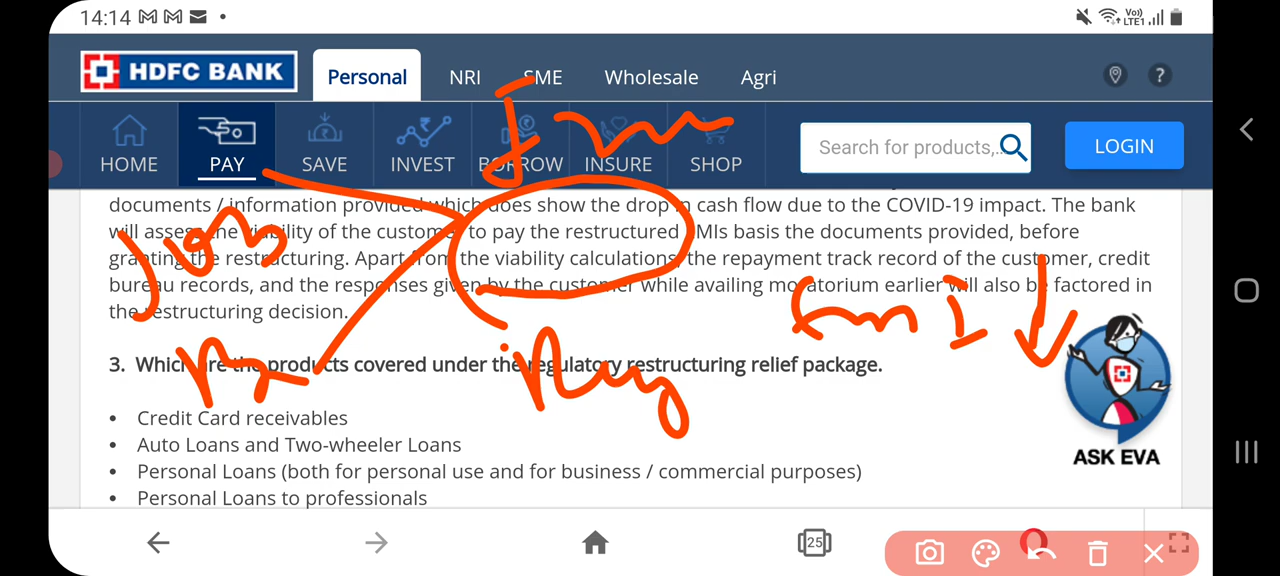 14:14
Vo) LTE1
HDFC BANK
Personal NRI SME Wholesale Agri
HOME PAY SAVE INVEST BORROW INSURE SHOP
Search for products,..
LOGIN
documents / information provided which does show the drop in cash flow due to the COVID-19 impact. The bank
will assess the viability of the customer to pay the restructured EMIs basis the documents provided, before
granting the restructuring. Apart from the viability calculations, the repayment track record of the customer, credit
bureau records, and the responses given by the customer while availing moratorium earlier will also be factored in
the restructuring decision.
EMI
3. Which are the products covered under the regulatory restructuring relief package.
• Credit Card receivables
• Auto Loans and Two-wheeler Loans
• Personal Loans (both for personal use and for business / commercial purposes)
• Personal Loans to professionals
ASK EVA
25